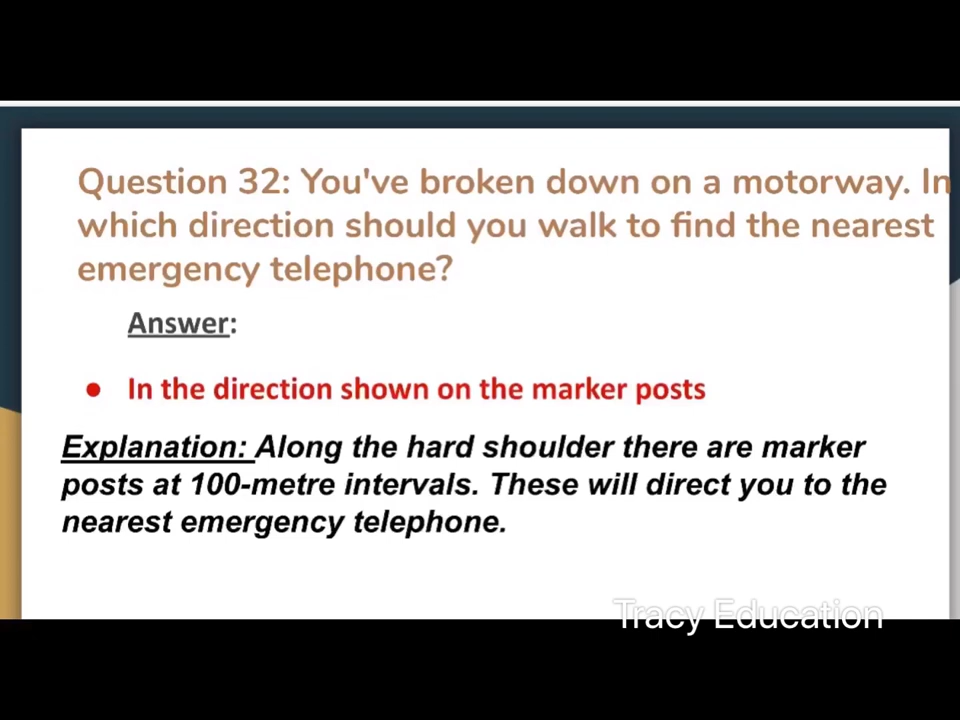 Question 32: You've broken down on a motorway. In
which direction should you walk to find the nearest
emergency telephone?
Answer:
● In the direction shown on the marker posts
Explanation: Along the hard shoulder there are marker
posts at 100-metre intervals. These will direct you to the
nearest emergency telephone.
Tracy Education